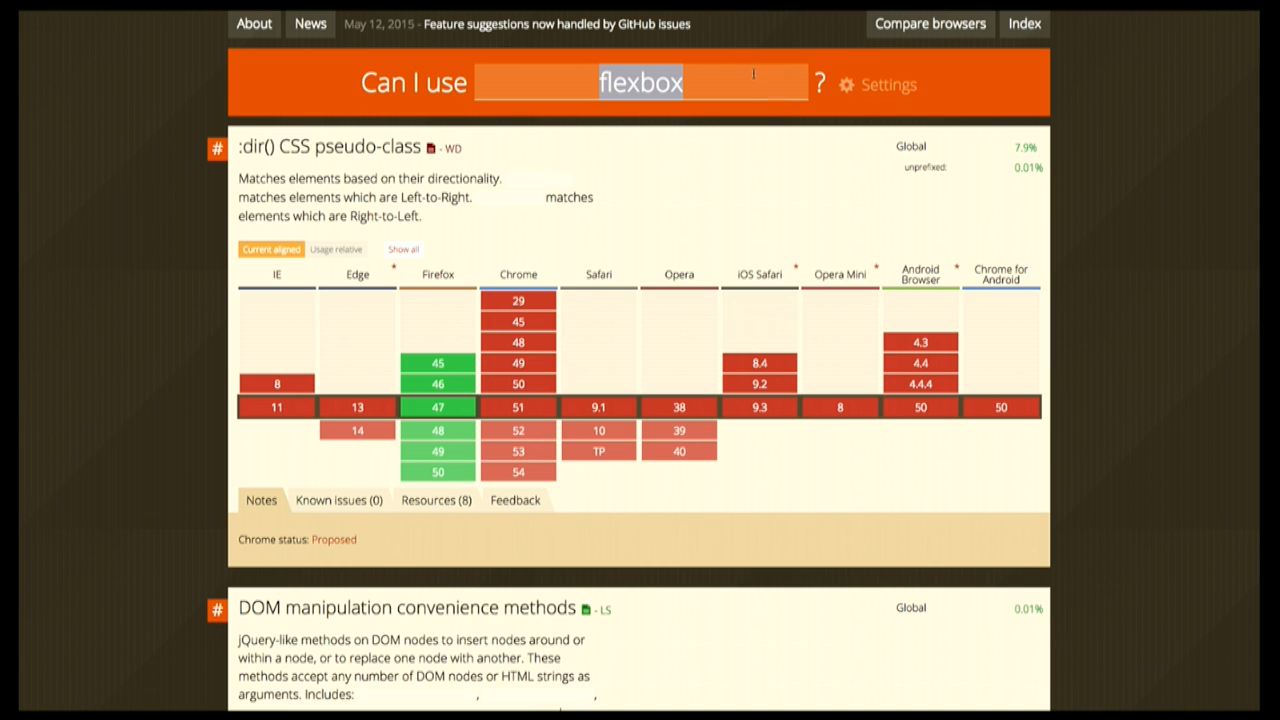 About News May 12, 2015 - Feature suggestions now handled by GitHub issues Compare browsers Index
Can I use flexbox ? Settings
# :dir() CSS pseudo-class - WD Global 7.9%
unprefixed: 0.01%
Matches elements based on their directionality.
matches elements which are Left-to-Right. matches
elements which are Right-to-Left.
Current aligned Usage relative Show all
IE Edge * Firefox Chrome Safari Opera iOS Safari * Opera Mini * Android Browser * Chrome for Android
29
45
48 4.3
45 49 8.4 4.4
8 46 50 9.2 4.4.4
11 13 47 51 9.1 38 9.3 8 50 50
14 48 52 10 39
49 53 TP 40
50 54
Notes Known issues (0) Resources (8) Feedback
Chrome status: Proposed
# DOM manipulation convenience methods - LS Global 0.01%
jQuery-like methods on DOM nodes to insert nodes around or
within a node, or to replace one node with another. These
methods accept any number of DOM nodes or HTML strings as
arguments. Includes: , ,